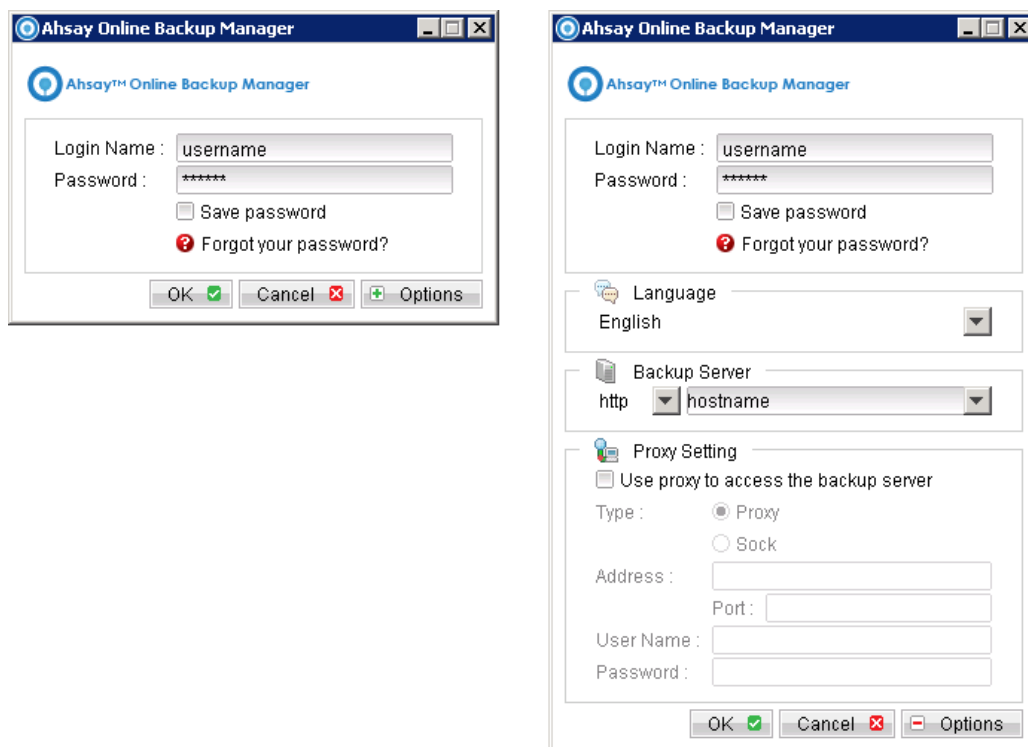 Ahsay Online Backup Manager
Ahsay™ Online Backup Manager
Login Name : username
Password : ******
Save password
Forgot your password?
OK Cancel Options
Ahsay Online Backup Manager
Ahsay™ Online Backup Manager
Login Name : username
Password : ******
Save password
Forgot your password?
Language
English
Backup Server
http hostname
Proxy Setting
Use proxy to access the backup server
Type : Proxy
Sock
Address :
Port :
User Name :
Password :
OK Cancel Options